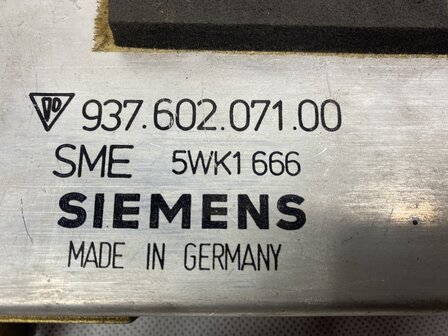 937.602.071.00
SME 5WK1 666
SIEMENS
MADE IN GERMANY